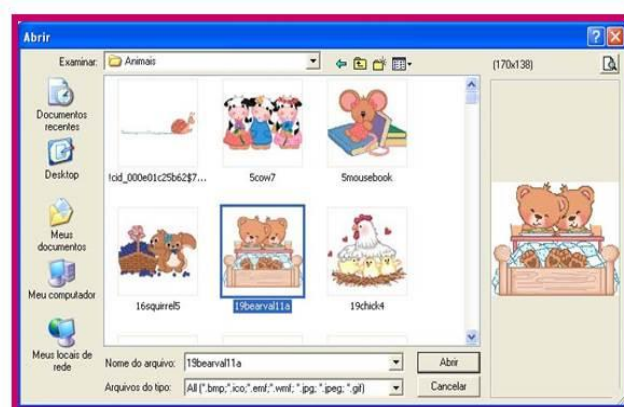 Abrir
Examinar: Animais
(170x138)
Documentos
recentes
Desktop
Meus
documentos
Meu computador
Meus locais de
rede
!cid_000e01c25b62$7...
5cow7
5mousebook
16squirrel5
19bearval11a
19chick4
Nome do arquivo: 19bearval11a
Abrir
Arquivos do tipo: All (*.bmp;*.ico;*.emf;*.wmf; *.jpg; *.jpeg; *.gif)
Cancelar